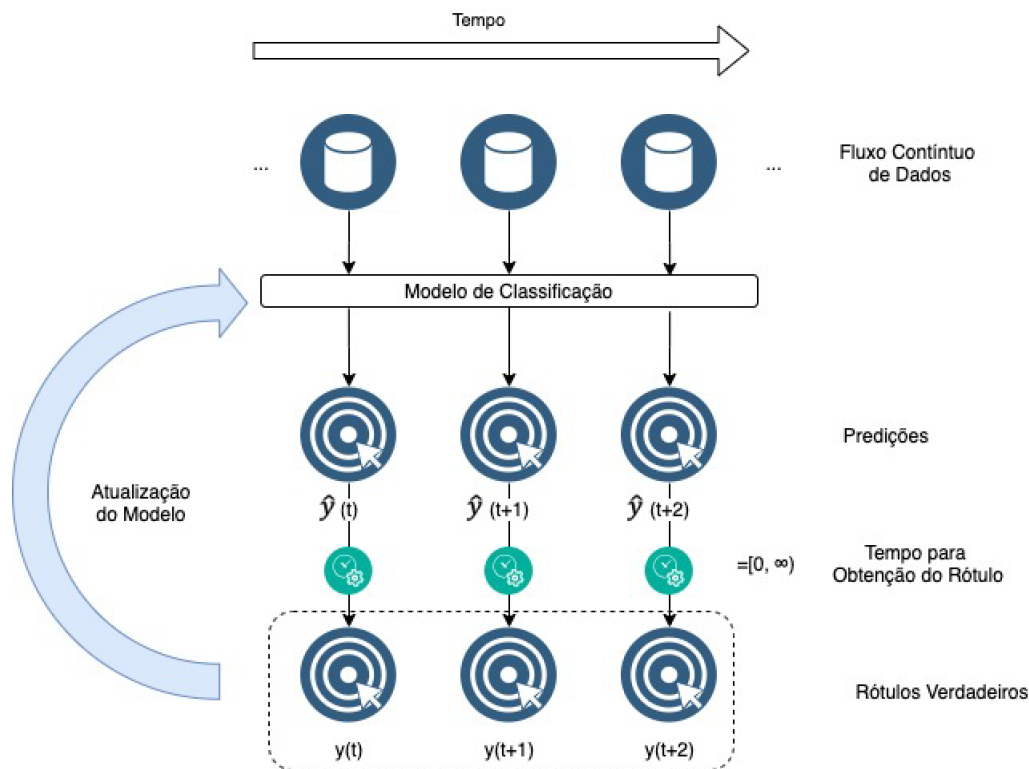 Tempo
...
...
Fluxo Contíntuo
de Dados
Modelo de Classificação
Predições
Atualização
do Modelo
ŷ (t)
ŷ (t+1)
ŷ (t+2)
=[0, ∞)
Tempo para
Obtenção do Rótulo
Rótulos Verdadeiros
y(t)
y(t+1)
y(t+2)